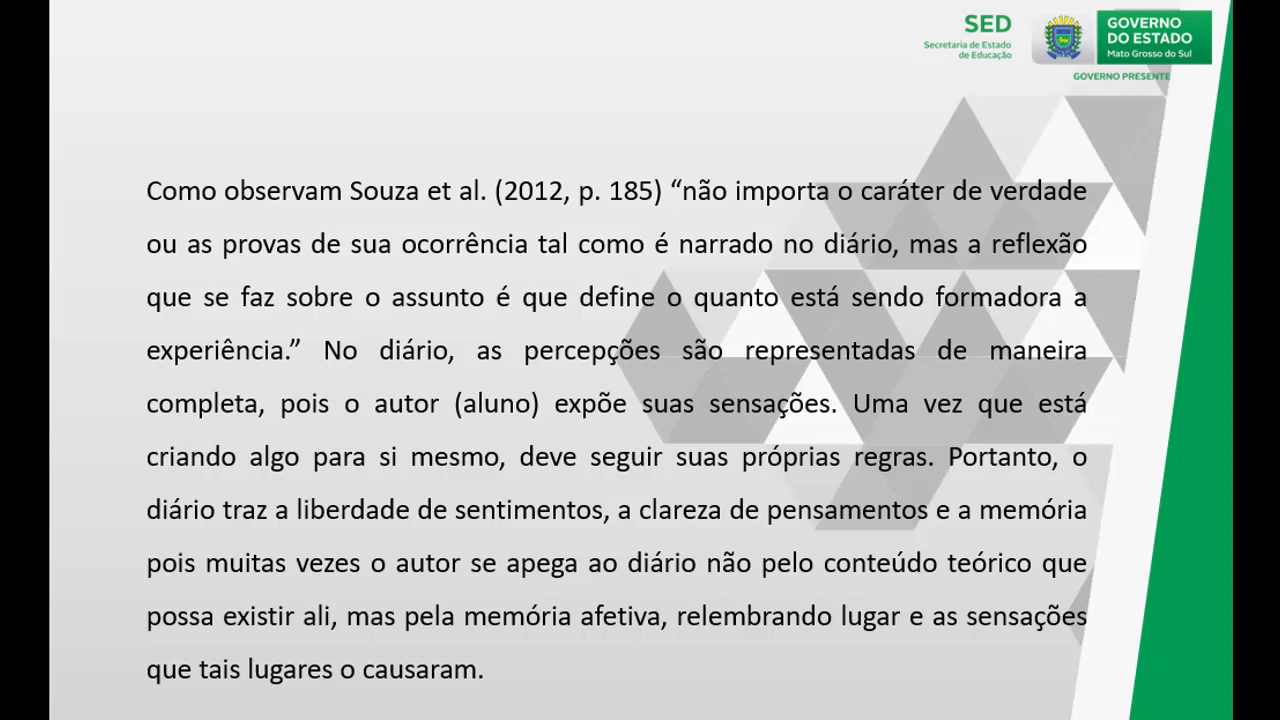 SED
Secretaria de Estado
de Educação
GOVERNO
DO ESTADO
Mato Grosso do Sul
GOVERNO PRESENTE
Como observam Souza et al. (2012, p. 185) “não importa o caráter de verdade
ou as provas de sua ocorrência tal como é narrado no diário, mas a reflexão
que se faz sobre o assunto é que define o quanto está sendo formadora a
experiência.” No diário, as percepções são representadas de maneira
completa, pois o autor (aluno) expõe suas sensações. Uma vez que está
criando algo para si mesmo, deve seguir suas próprias regras. Portanto, o
diário traz a liberdade de sentimentos, a clareza de pensamentos e a memória
pois muitas vezes o autor se apega ao diário não pelo conteúdo teórico que
possa existir ali, mas pela memória afetiva, relembrando lugar e as sensações
que tais lugares o causaram.